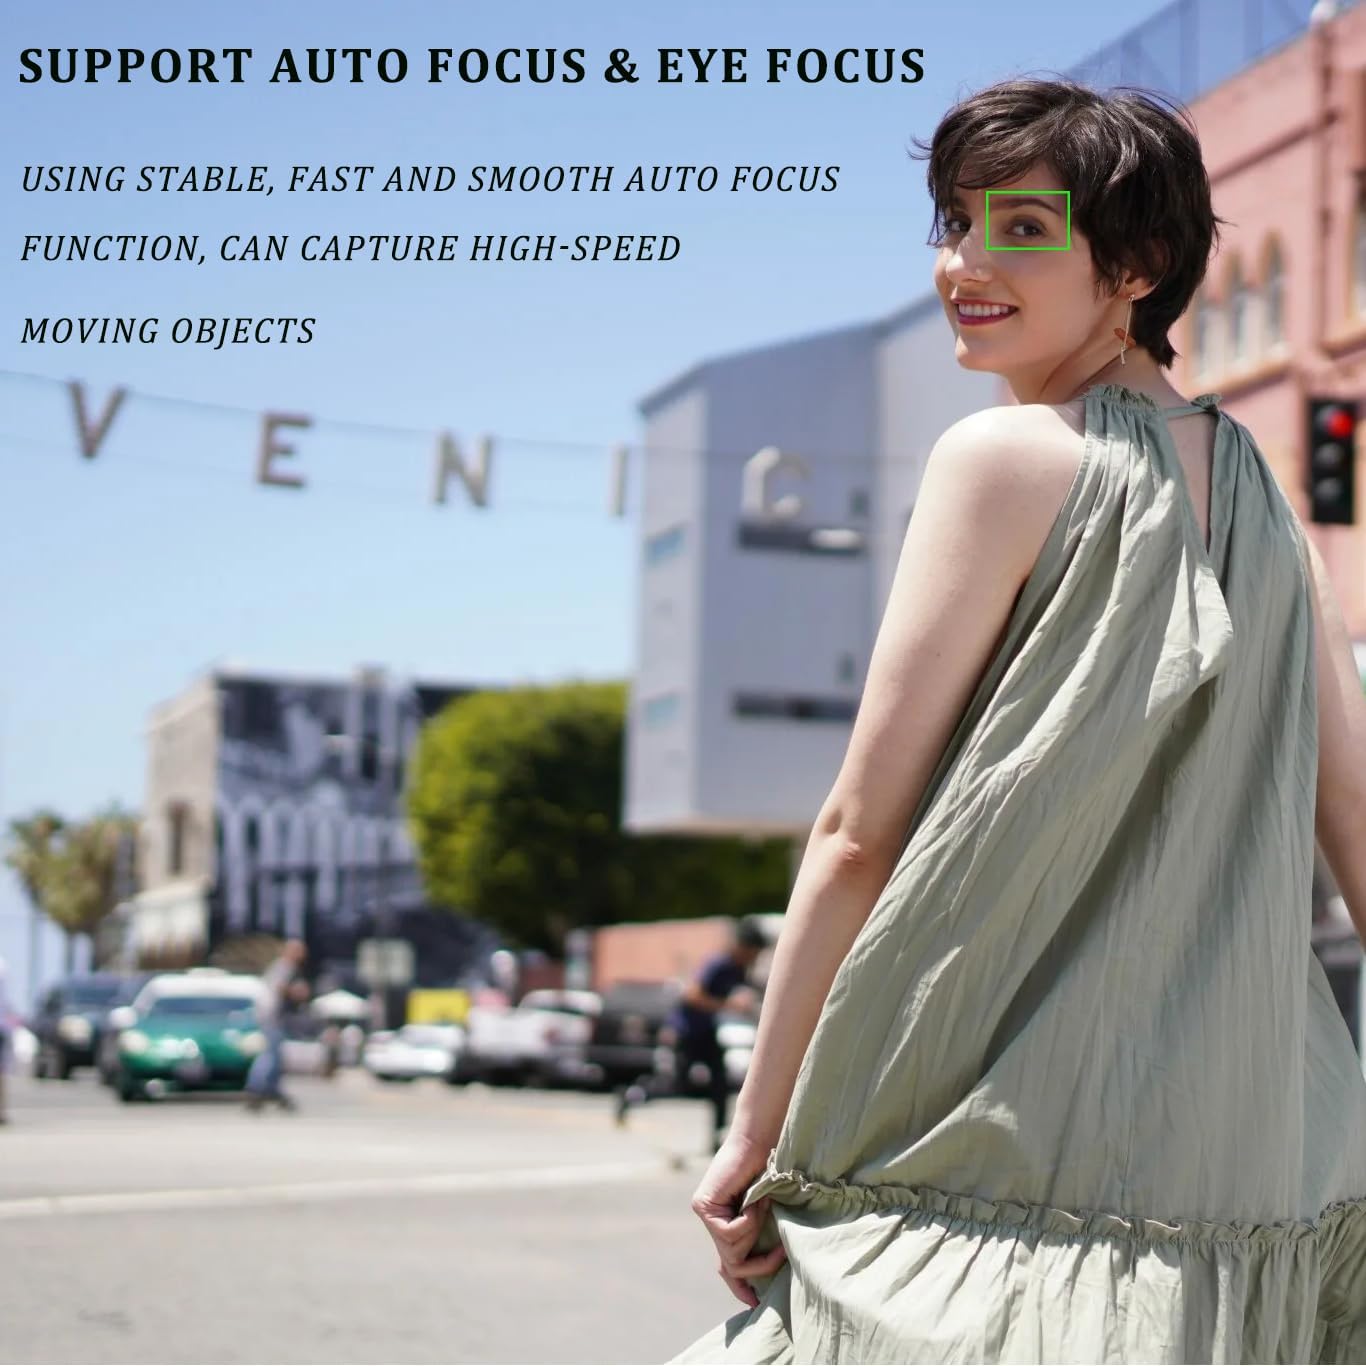 SUPPORT AUTO FOCUS & EYE FOCUS
USING STABLE, FAST AND SMOOTH AUTO FOCUS
FUNCTION, CAN CAPTURE HIGH-SPEED
MOVING OBJECTS
VENIC